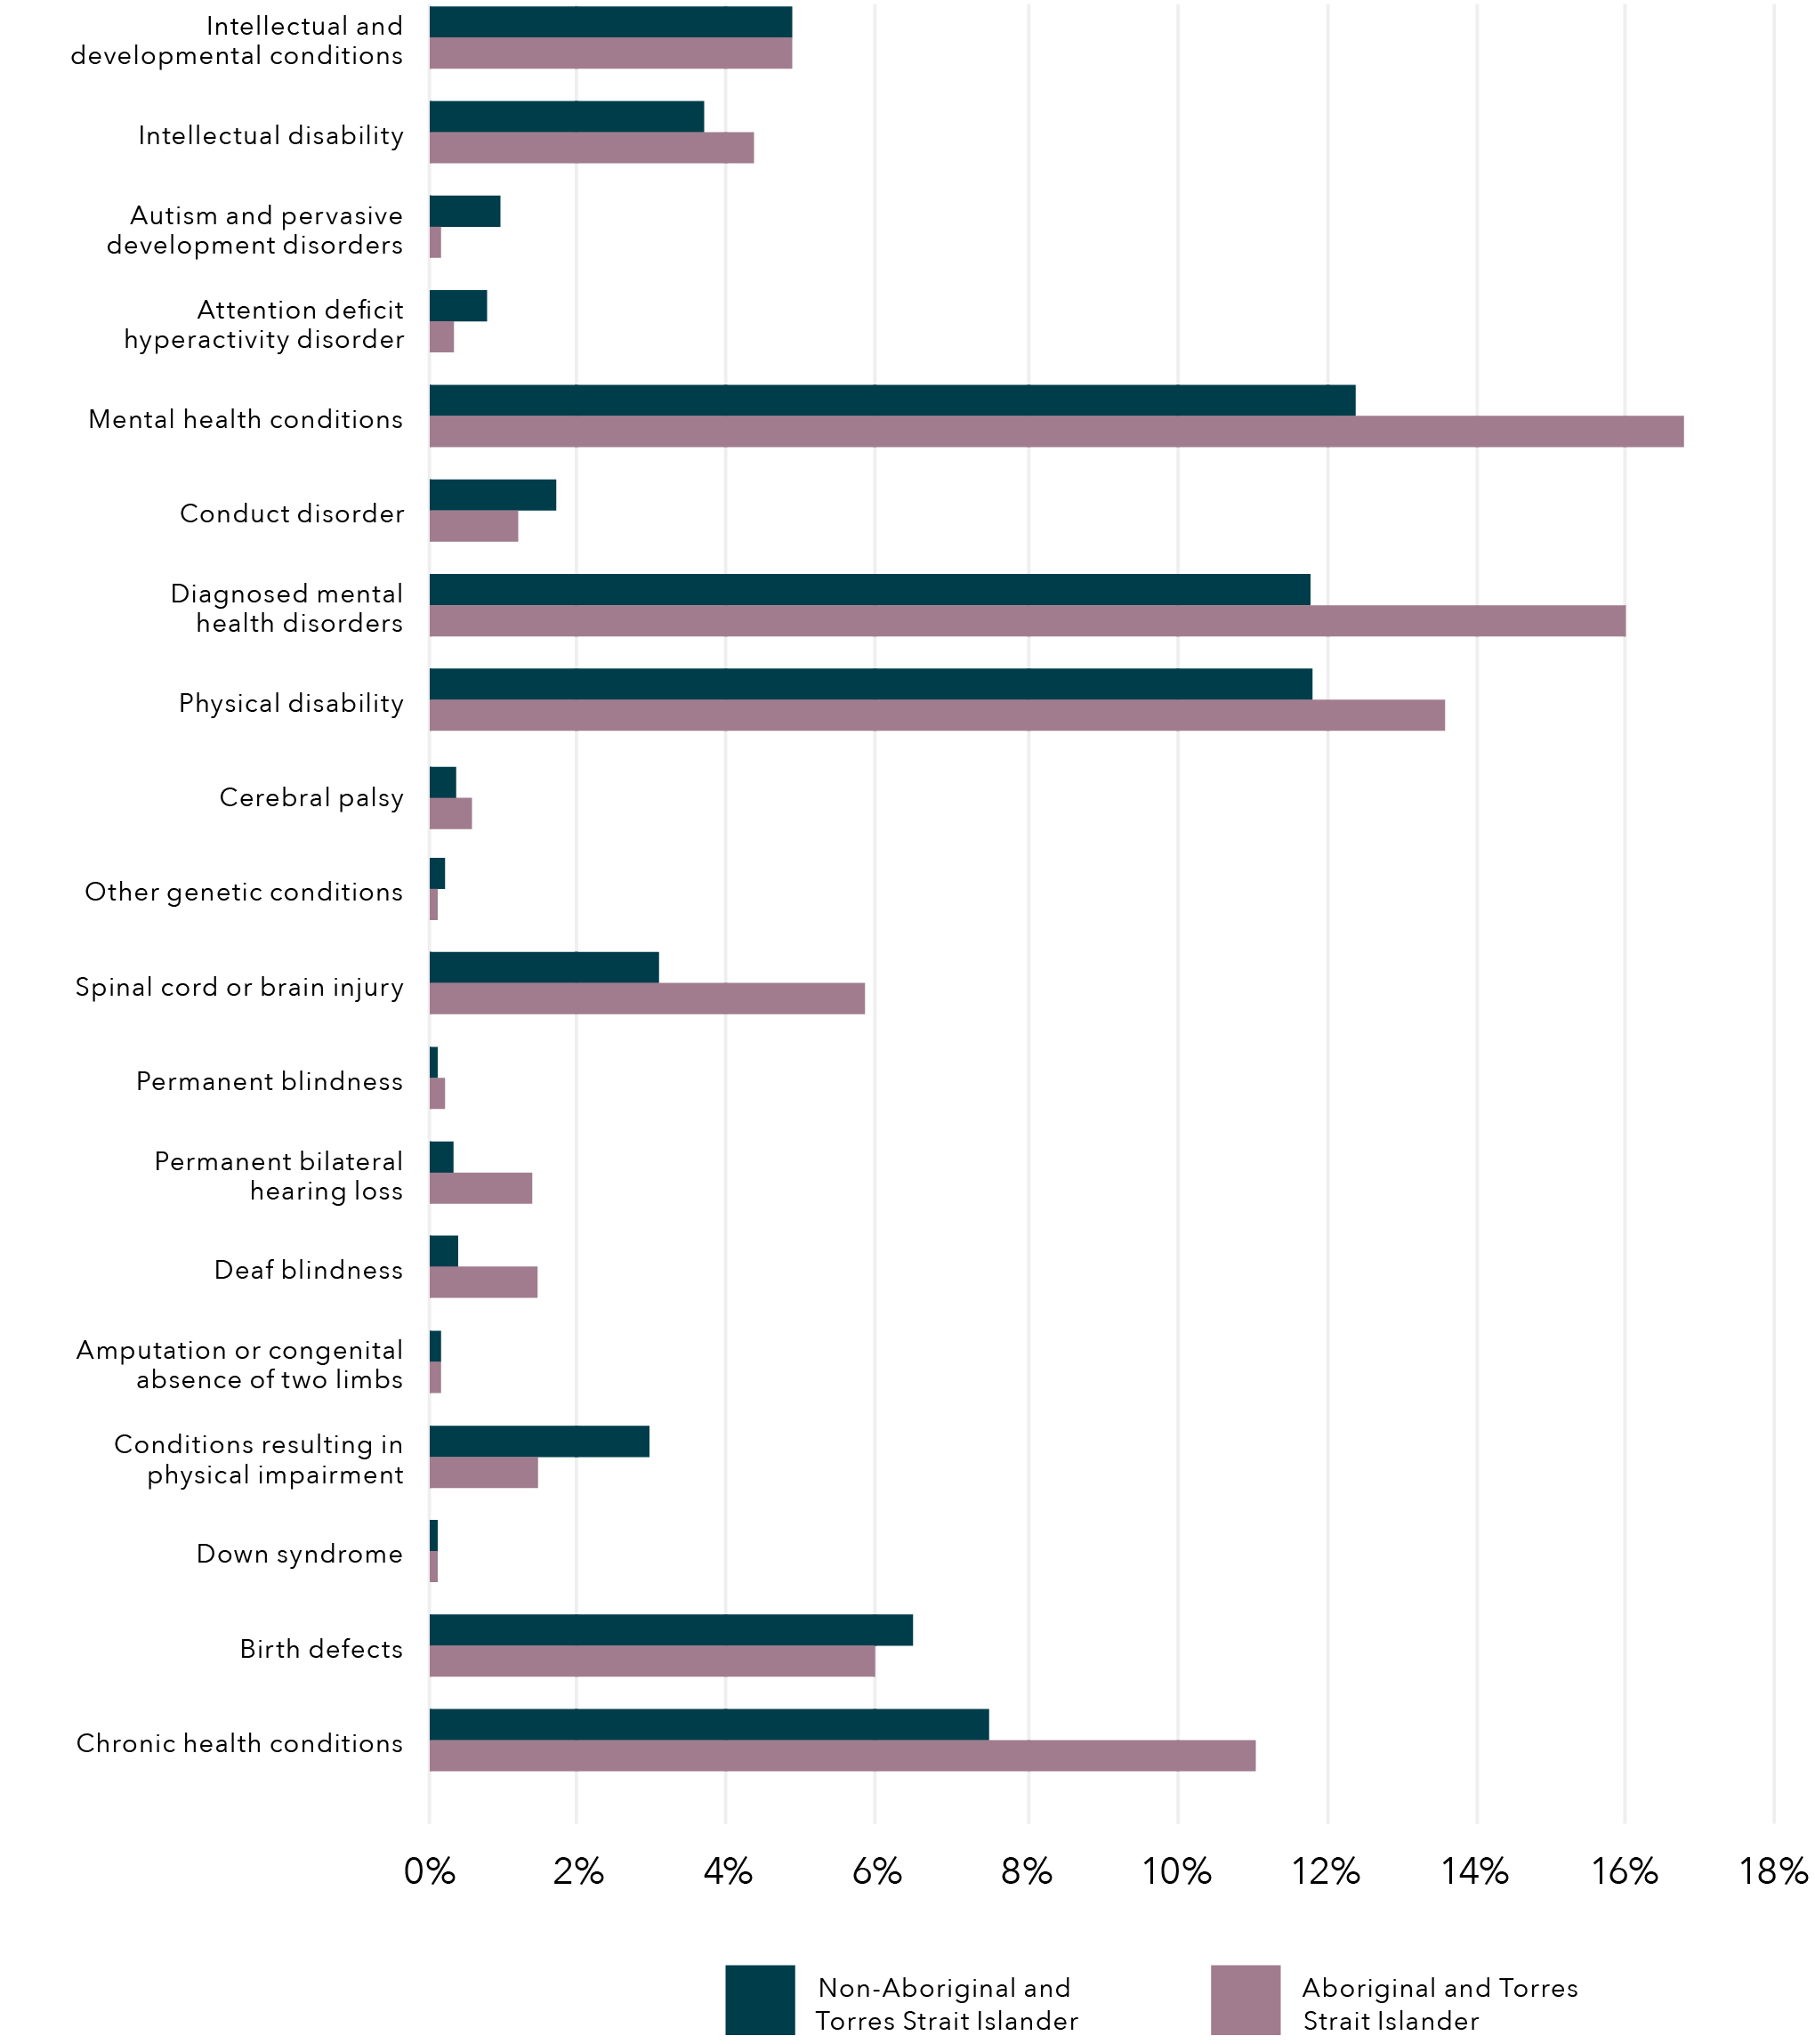 Intellectual and
developmental conditions
Intellectual disability
Autism and pervasive
development disorders
Attention deficit
hyperactivity disorder
Mental health conditions
Conduct disorder
Diagnosed mental
health disorders
Physical disability
Cerebral palsy
Other genetic conditions
Spinal cord or brain injury
Permanent blindness
Permanent bilateral
hearing loss
Deaf blindness
Amputation or congenital
absence of two limbs
Conditions resulting in
physical impairment
Down syndrome
Birth defects
Chronic health conditions
0% 2% 4% 6% 8% 10% 12% 14% 16% 18%
Non-Aboriginal and
Torres Strait Islander
Aboriginal and Torres
Strait Islander